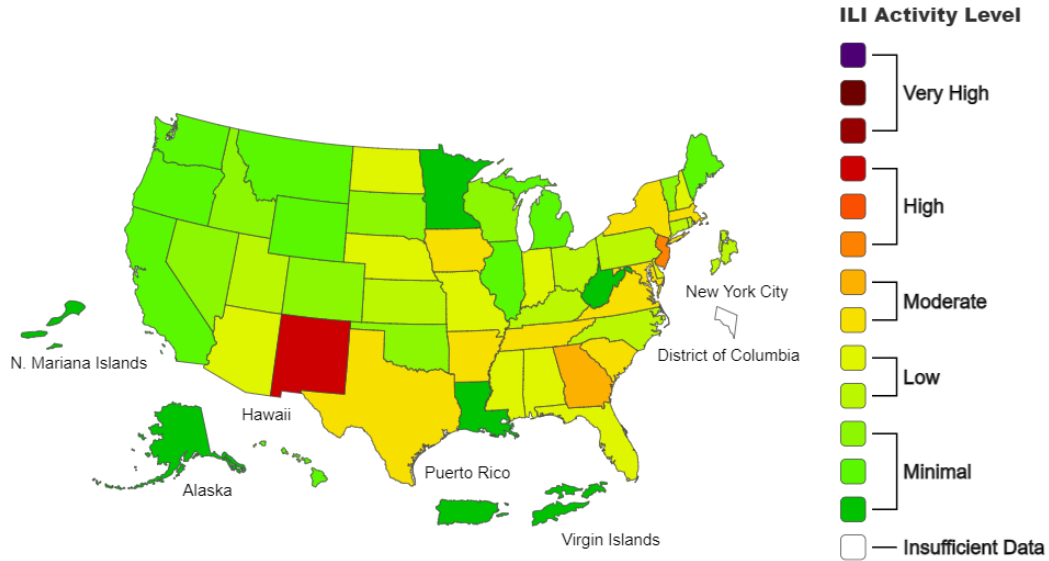 ILI Activity Level
Very High
High
Moderate
Low
Minimal
Insufficient Data
New York City
District of Columbia
N. Mariana Islands
Hawaii
Alaska
Puerto Rico
Virgin Islands